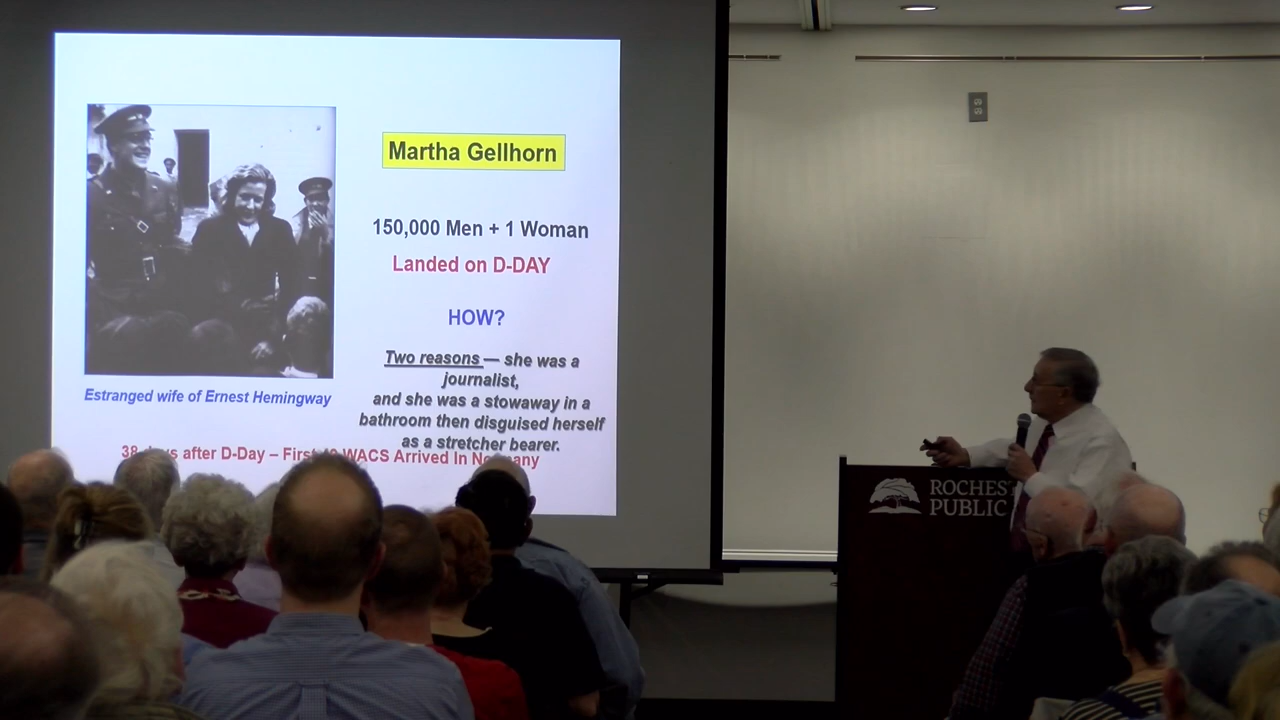 Martha Gellhorn
150,000 Men + 1 Woman
Landed on D-DAY
HOW?
Two reasons — she was a
journalist,
and she was a stowaway in a
bathroom then disguised herself
as a stretcher bearer.
Estranged wife of Ernest Hemingway
38 after D-Day – First WACS Arrived In
ROCHEST
PUBLIC